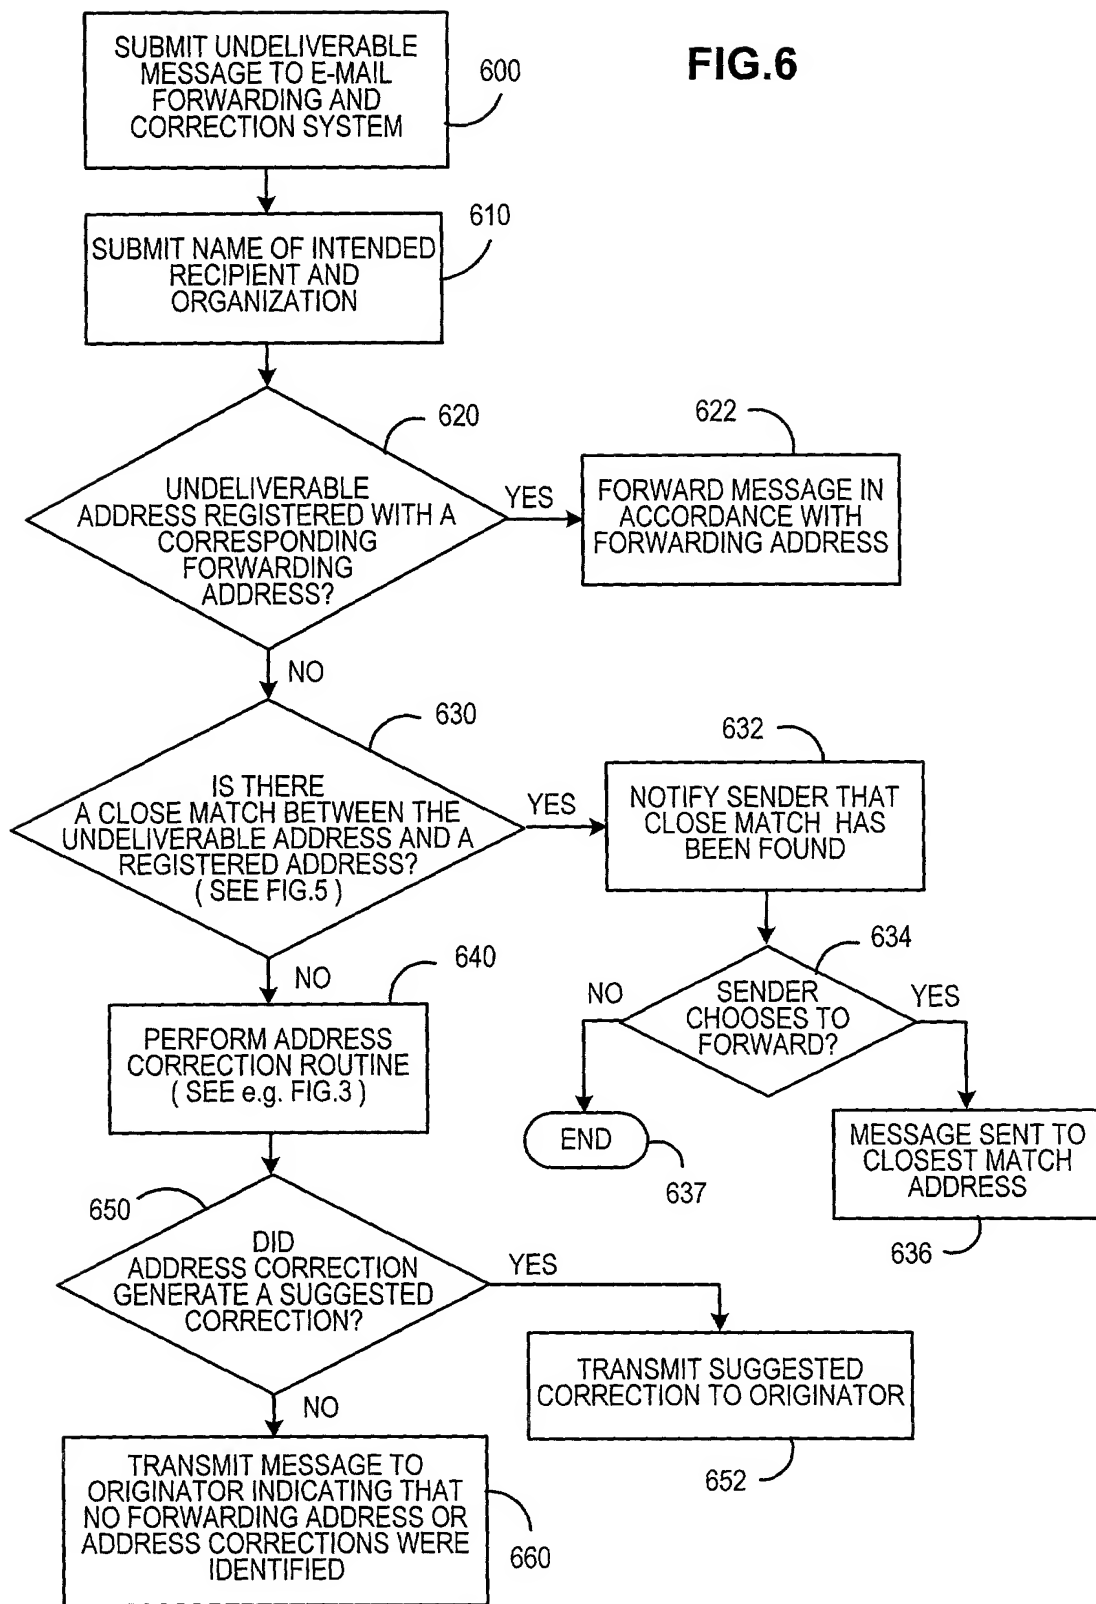 FIG.6
SUBMIT UNDELIVERABLE
MESSAGE TO E-MAIL
FORWARDING AND
CORRECTION SYSTEM
600
SUBMIT NAME OF INTENDED
RECIPIENT AND
ORGANIZATION
610
620
UNDELIVERABLE
ADDRESS REGISTERED WITH A
CORRESPONDING
FORWARDING
ADDRESS?
YES
622
FORWARD MESSAGE IN
ACCORDANCE WITH
FORWARDING ADDRESS
NO
630
IS THERE
A CLOSE MATCH BETWEEN THE
UNDELIVERABLE ADDRESS AND A
REGISTERED ADDRESS?
( SEE FIG.5 )
YES
632
NOTIFY SENDER THAT
CLOSE MATCH HAS
BEEN FOUND
634
SENDER
CHOOSES TO
FORWARD?
NO
YES
END
637
MESSAGE SENT TO
CLOSEST MATCH
ADDRESS
636
NO
640
PERFORM ADDRESS
CORRECTION ROUTINE
( SEE e.g. FIG.3 )
650
DID
ADDRESS CORRECTION
GENERATE A SUGGESTED
CORRECTION?
YES
TRANSMIT SUGGESTED
CORRECTION TO ORIGINATOR
652
NO
TRANSMIT MESSAGE TO
ORIGINATOR INDICATING THAT
NO FORWARDING ADDRESS OR
ADDRESS CORRECTIONS WERE
IDENTIFIED
660